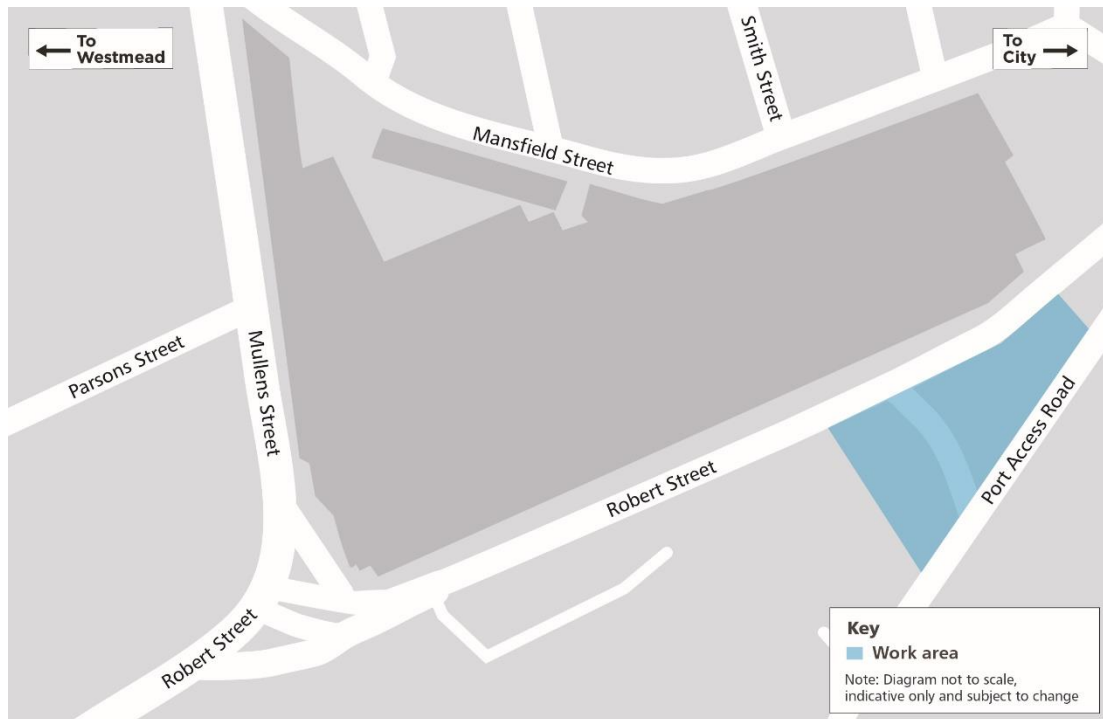 To
Westmead
To
City
Smith Street
Mansfield Street
Parsons Street
Mullens Street
Port Access Road
Robert Street
Robert Street
Key
Work area
Note: Diagram not to scale,
indicative only and subject to change